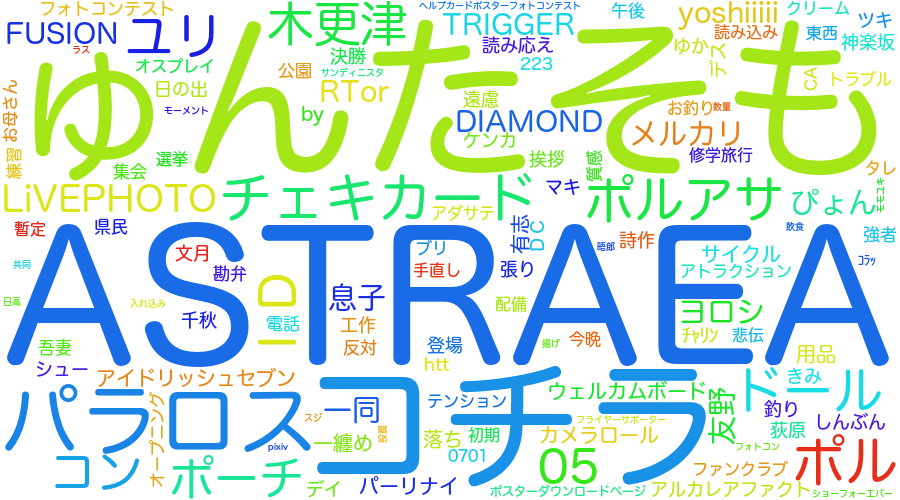 フォトコンテスト
ヘルプカードポスターフォトコンテスト
午後
クリーム
FUSION
ユリ
木更津
TRIGGER
yoshiiiii
ツキ
ラス
決勝
読み応え
ゆか
読み込み
東西
神楽坂
オスプレイ
公園
サンディニスタ
223
デス
CA
トラブル
日の出
RTor
遠慮
お釣り
数量
モーメント
by
DIAMOND
メルカリ
お母さん
ゆんたそも
ケンカ
練習
集会
選挙
挨拶
質感
修学旅行
タレ
LiVEPHOTO
チェキカード
マキ
ポルアサ
ぴょん
モモユキ
アダサテ
有志
DC
暫定
県民
文月
ブリ
詩作
飲食
強者
勘弁
手直し
張り
晤郎
サイクル
共同
ASTRAEA
アトラクション
コラッ
日高
入れ込み
千秋
ID
息子
配備
ヨロシ
電話
工作
揚げ
今晩
チャリン
悲伝
吾妻
反対
登場
用品
シュー
htt
アイドリッシュセブン
コチラ
ウェルカムボード
ドール
きみ
パラロス
オープニング
一同
テンション
友野
釣り
スジ
フライヤーサポーター
しんぶん
一纏め
落ち
初期
カメラロール
荻原
pixiv
0701
フォトコン
コン
ポーチ
05
ファンクラブ
ポル
デイ
パーリナイ
ポスターダウンロードページ
アルカレアファクト
ショーフォーエバー